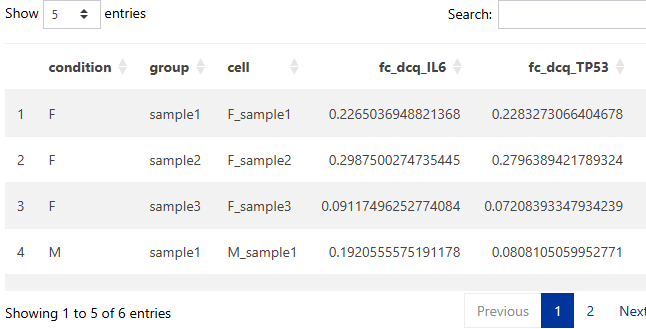 Show 5 entries Search:
condition group cell fc_dcq_IL6 fc_dcq_TP53
1 F sample1 F_sample1 0.2265036948821368 0.2283273066404678
2 F sample2 F_sample2 0.2987500274735445 0.2796389421789324
3 F sample3 F_sample3 0.09117496252774084 0.07208393347934239
4 M sample1 M_sample1 0.1920555575191178 0.0808105059952771
Showing 1 to 5 of 6 entries Previous 1 2 Next